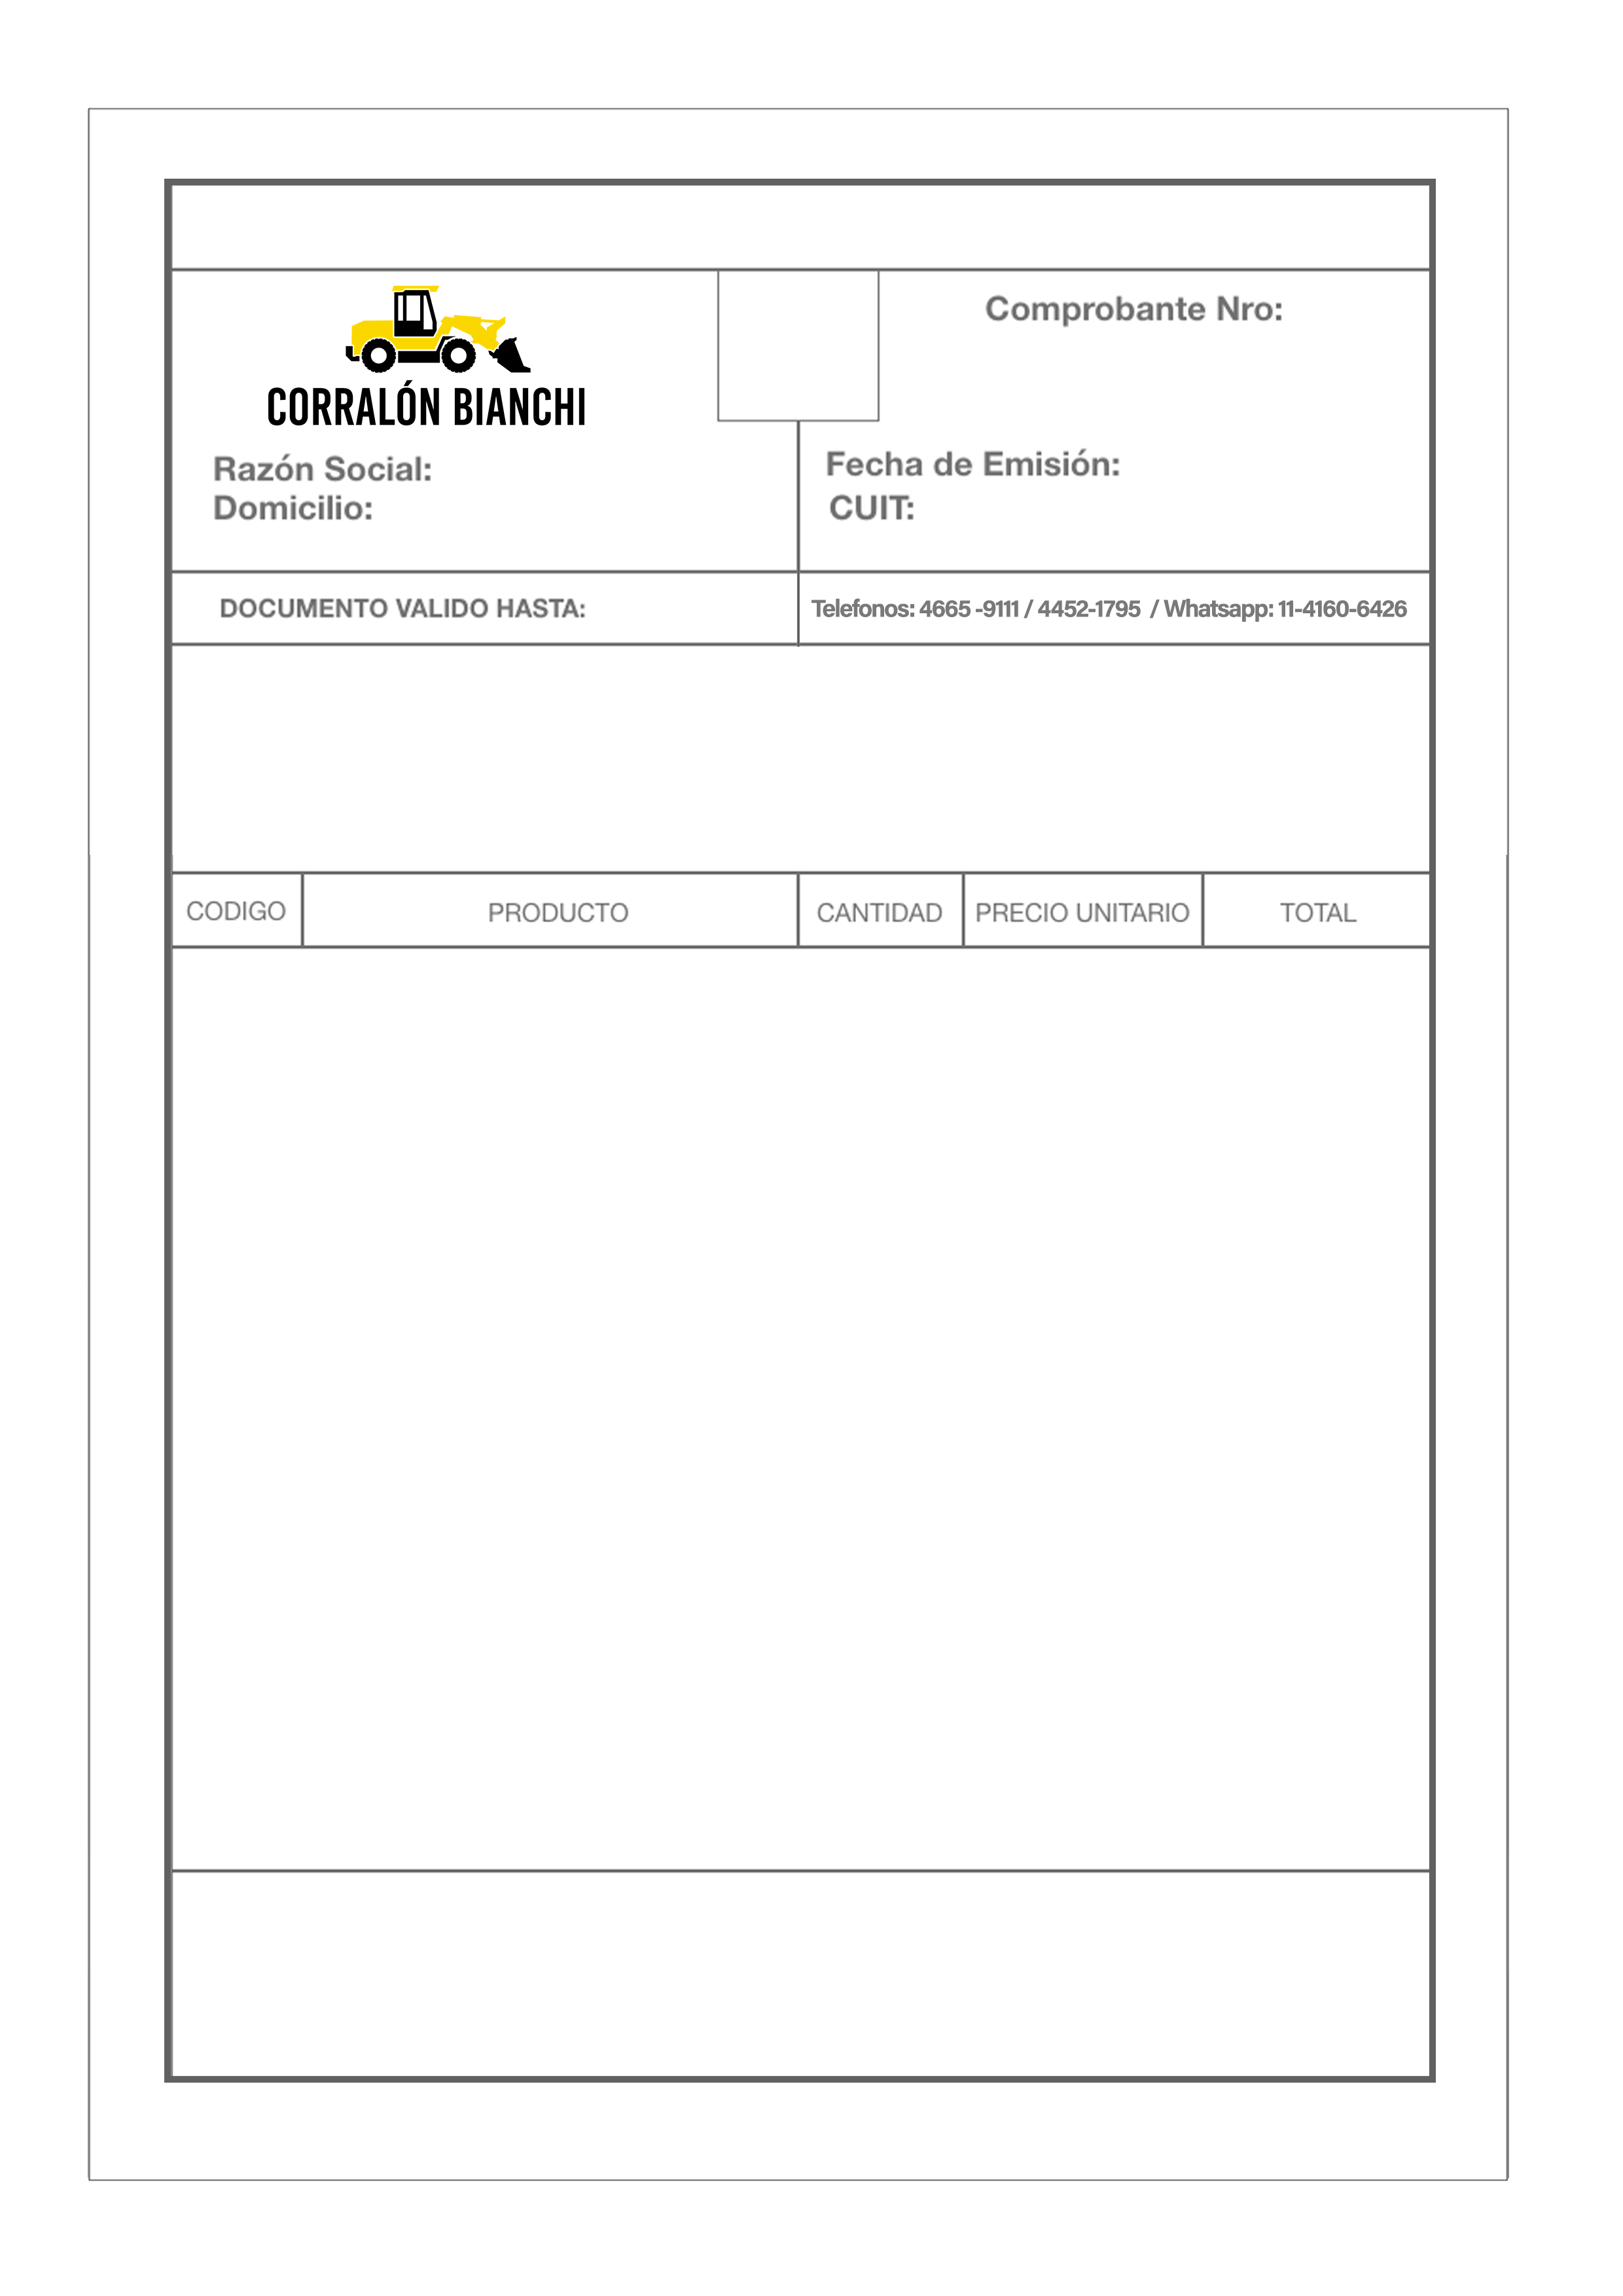 Comprobante Nro:
CORRALÓN BIANCHI
Razón Social:
Domicilio:
Fecha de Emisión:
CUIT:
DOCUMENTO VALIDO HASTA:
Telefonos: 4665 -9111 / 4452-1795 / Whatsapp: 11-4160-6426
CODIGO PRODUCTO CANTIDAD PRECIO UNITARIO TOTAL